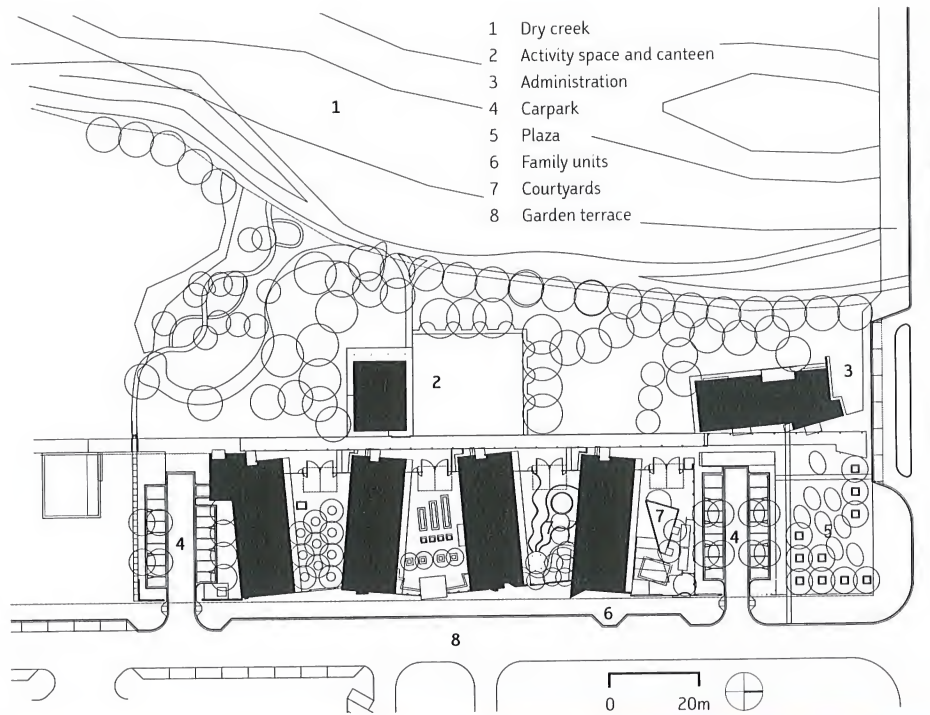 1 Dry creek
2 Activity space and canteen
3 Administration
4 Carpark
5 Plaza
6 Family units
7 Courtyards
8 Garden terrace
1
2
3
4
7
4
5
6
8
0 20m